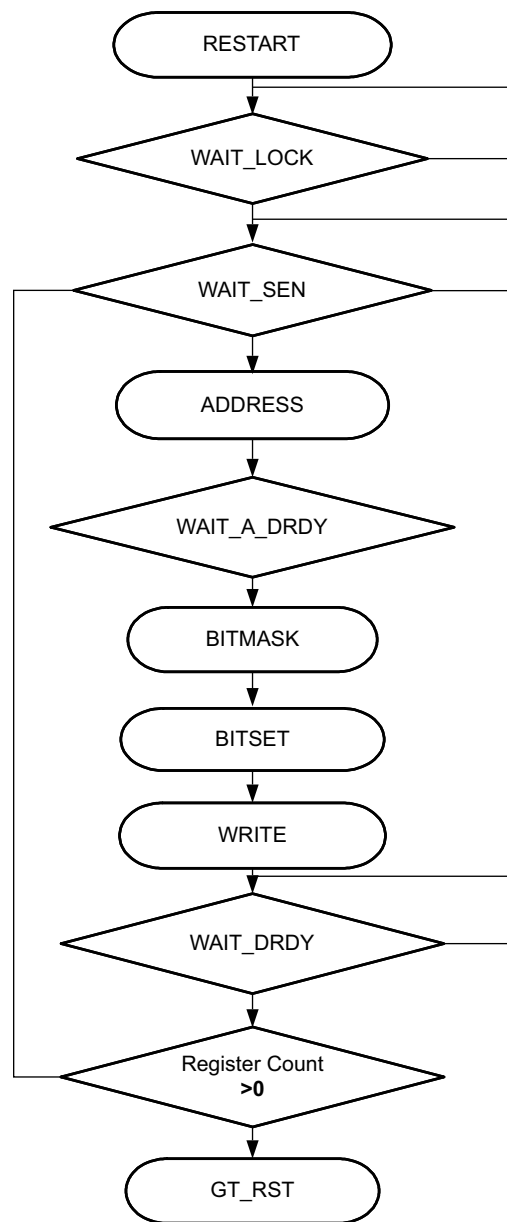 RESTART
WAIT_LOCK
WAIT_SEN
ADDRESS
WAIT_A_DRDY
BITMASK
BITSET
WRITE
WAIT_DRDY
Register Count
>0
GT_RST